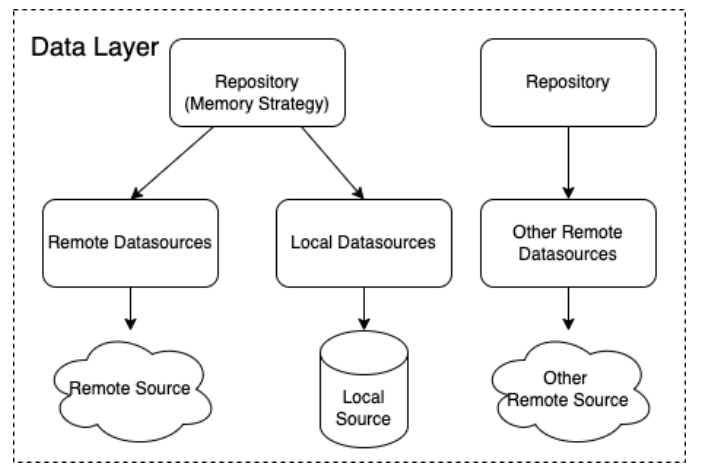 Data Layer
Repository
(Memory Strategy)
Repository
Remote Datasources
Local Datasources
Other Remote
Datasources
Remote Source
Local
Source
Other
Remote Source